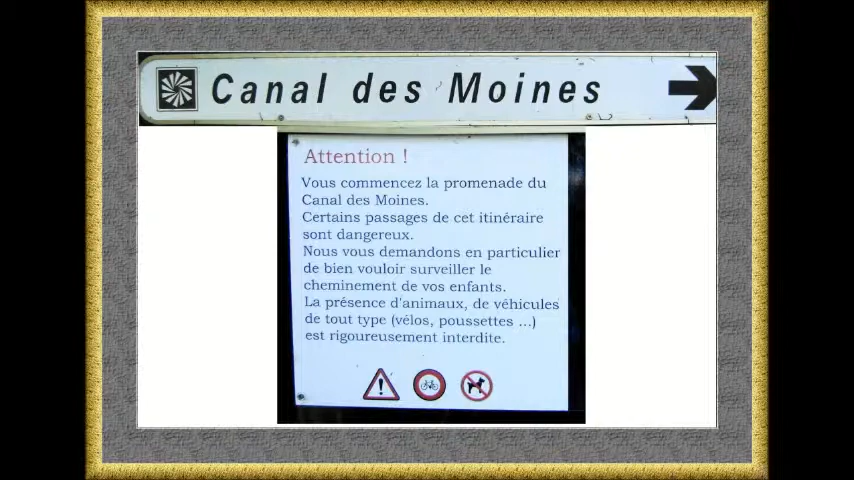 Canal des Moines
Attention !
Vous commencez la promenade du
Canal des Moines.
Certains passages de cet itinéraire
sont dangereux.
Nous vous demandons en particulier
de bien vouloir surveiller le
cheminement de vos enfants.
La présence d'animaux, de véhicules
de tout type (vélos, poussettes ...)
est rigoureusement interdite.